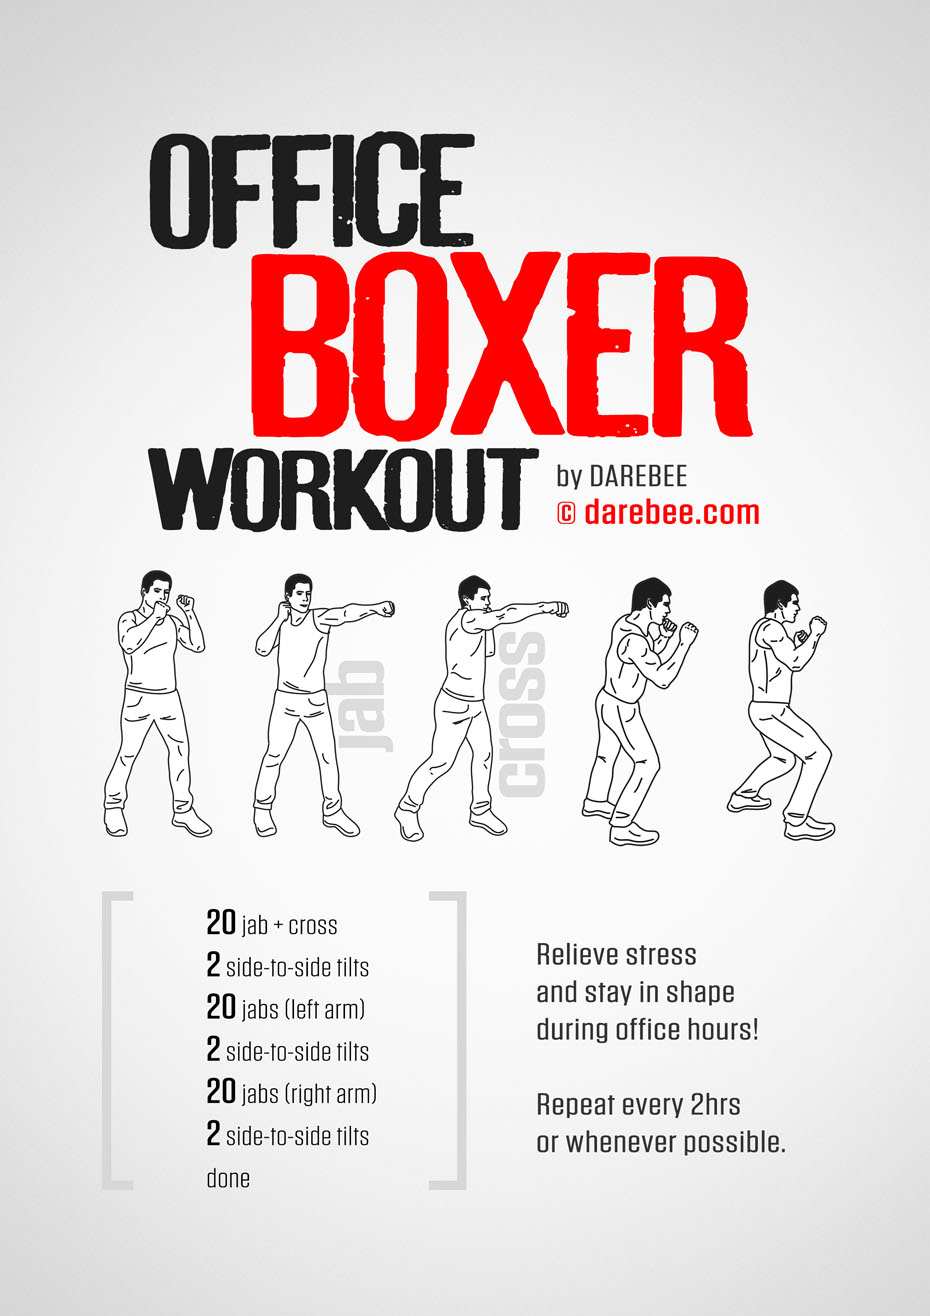 OFFICE
BOXER
WORKOUT
by DAREBEE
© darebee.com
jab
cross
20 jab + cross
2 side-to-side tilts
20 jabs (left arm)
2 side-to-side tilts
20 jabs (right arm)
2 side-to-side tilts
done
Relieve stress
and stay in shape
during office hours!
Repeat every 2hrs
or whenever possible.